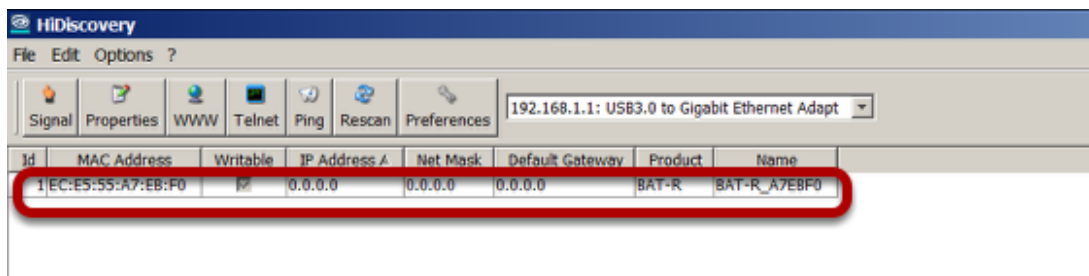 HiDiscovery
File Edit Options ?
Signal Properties WWW Telnet Ping Rescan Preferences 192.168.1.1: USB3.0 to Gigabit Ethernet Adapt
Id MAC Address Writable IP Address Net Mask Default Gateway Product Name
1 EC:E5:55:A7:EB:F0 0.0.0.0 0.0.0.0 0.0.0.0 BAT-R BAT-R_A7EBF0